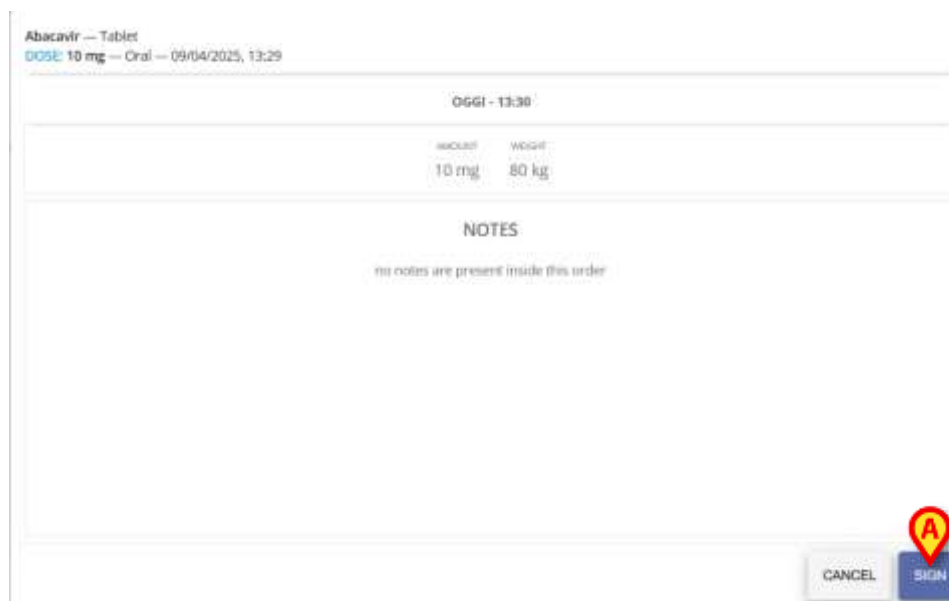 Abacavir — Tablet
DOSE: 10 mg — Oral — 09/04/2025, 13:29
OGGI - 13:30
AMOUNT WEIGHT
10 mg 80 kg
NOTES
no notes are present inside this order
A
CANCEL SIGN